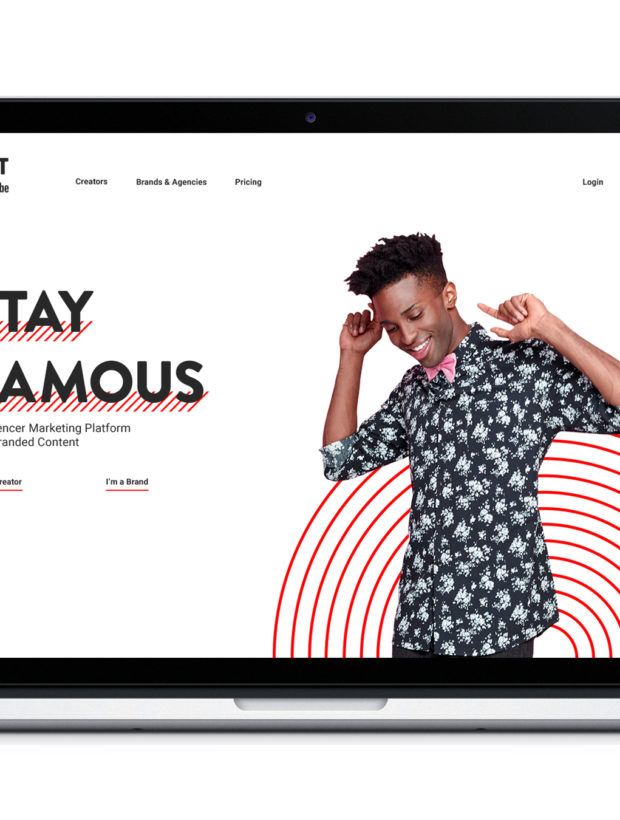 T
be
Creators
Brands & Agencies
Pricing
Login
TAY
AMOUS
encer Marketing Platform
randed Content
reator
I'm a Brand